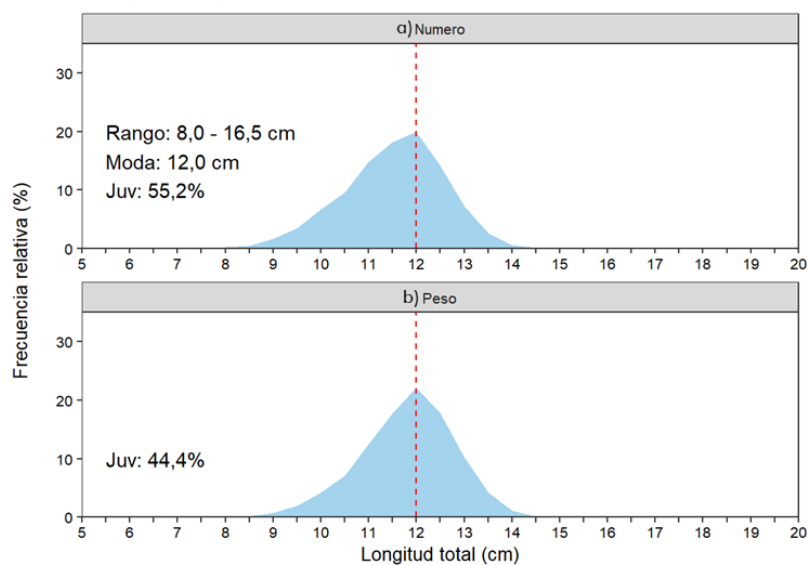 a) Numero
30
20
10
0
Rango: 8,0 - 16,5 cm
Moda: 12,0 cm
Juv: 55,2%
5 6 7 8 9 10 11 12 13 14 15 16 17 18 19 20
Frecuencia relativa (%)
b) Peso
30
20
10
0
Juv: 44,4%
5 6 7 8 9 10 11 12 13 14 15 16 17 18 19 20
Longitud total (cm)